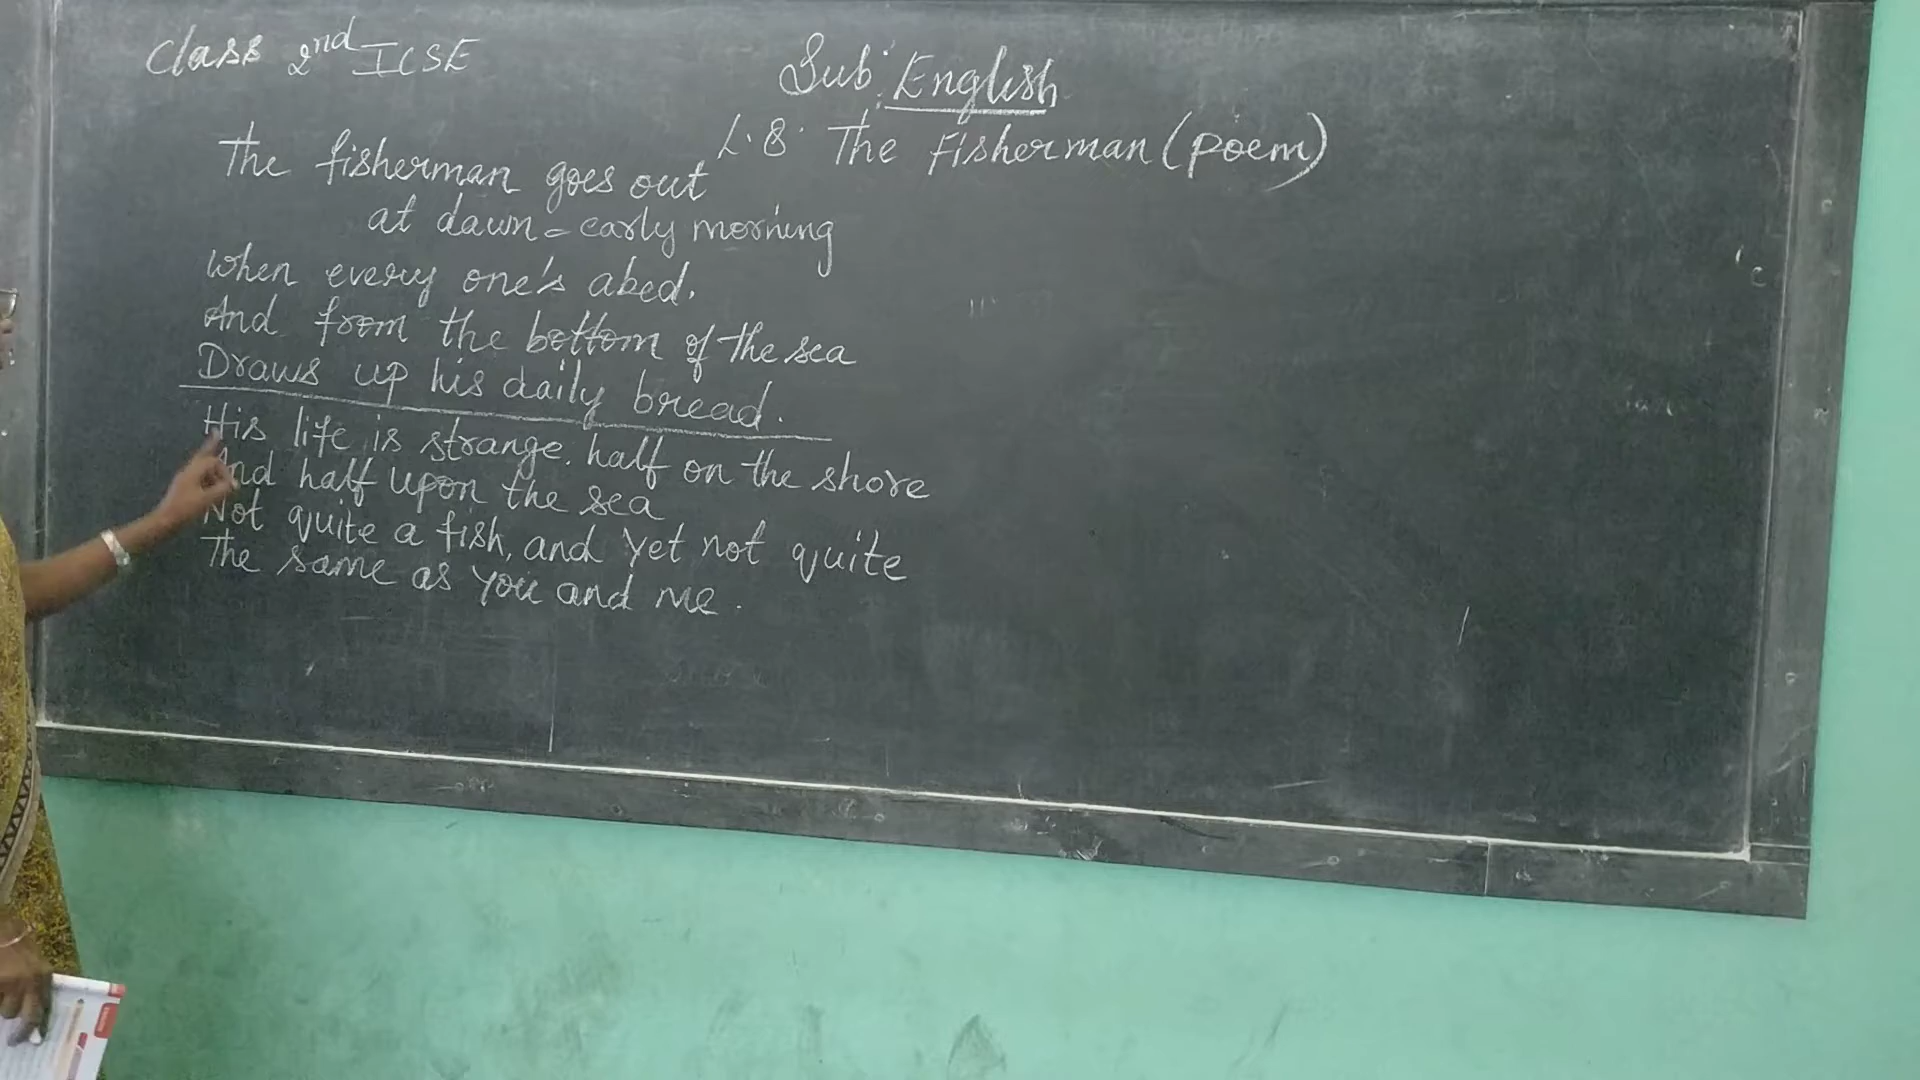 Class 2nd ICSE
Sub: English
L.8. The Fisherman (poem)
The fisherman goes out
at dawn = early morning
when every one's abed.
And from the bottom of the sea
Draws up his daily bread.
His life is strange. half on the shore
And half upon the sea
Not quite a fish, and yet not quite
The same as you and me.